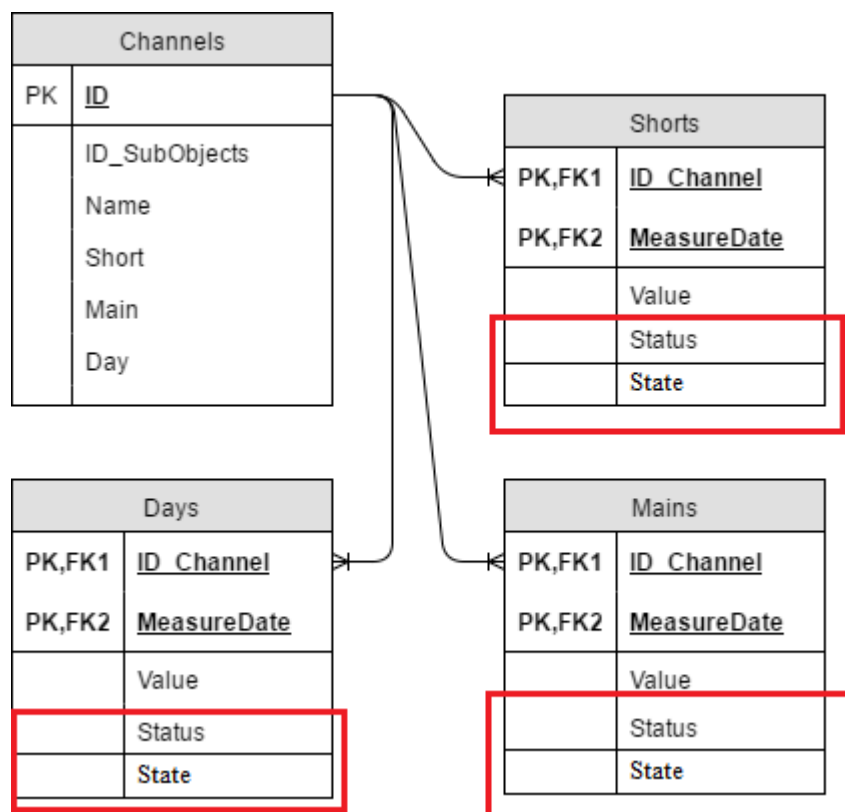 Channels
PK ID
ID_SubObjects
Name
Short
Main
Day
Shorts
PK,FK1 ID_Channel
PK,FK2 MeasureDate
Value
Status
State
Days
PK,FK1 ID_Channel
PK,FK2 MeasureDate
Value
Status
State
Mains
PK,FK1 ID_Channel
PK,FK2 MeasureDate
Value
Status
State